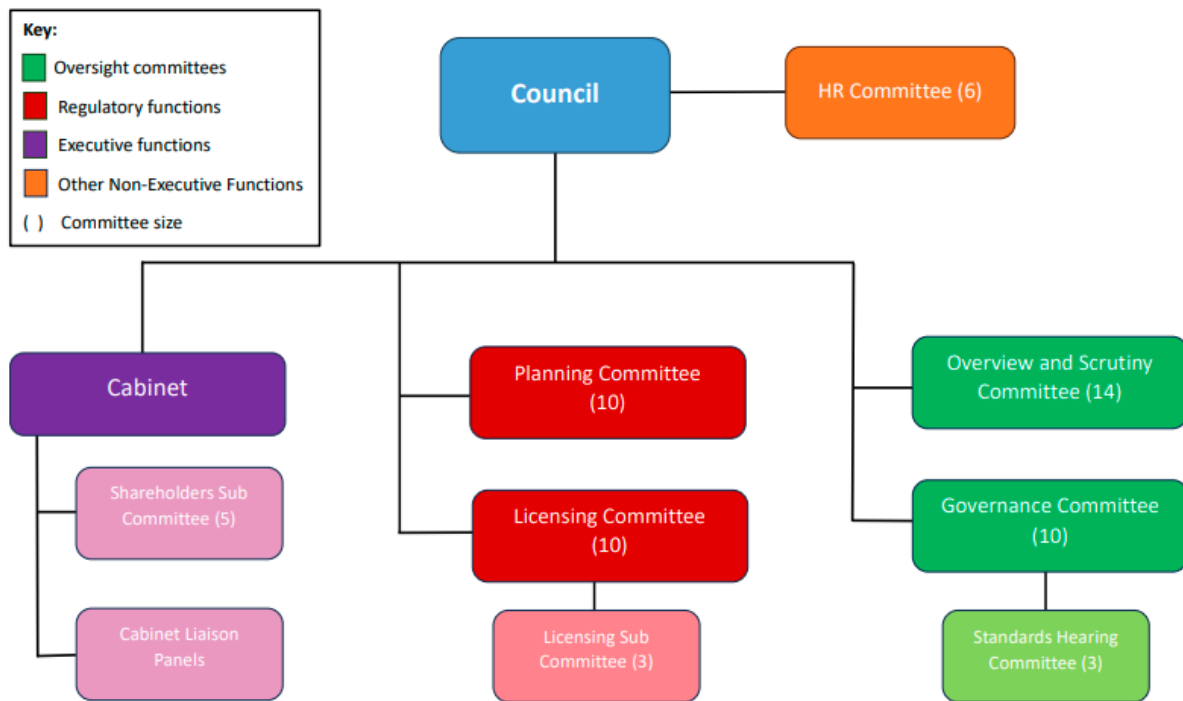 Key:
Oversight committees
Regulatory functions
Executive functions
Other Non-Executive Functions
( ) Committee size
Council
HR Committee (6)
Cabinet
Shareholders Sub
Committee (5)
Cabinet Liaison
Panels
Planning Committee
(10)
Licensing Committee
(10)
Licensing Sub
Committee (3)
Overview and Scrutiny
Committee (14)
Governance Committee
(10)
Standards Hearing
Committee (3)